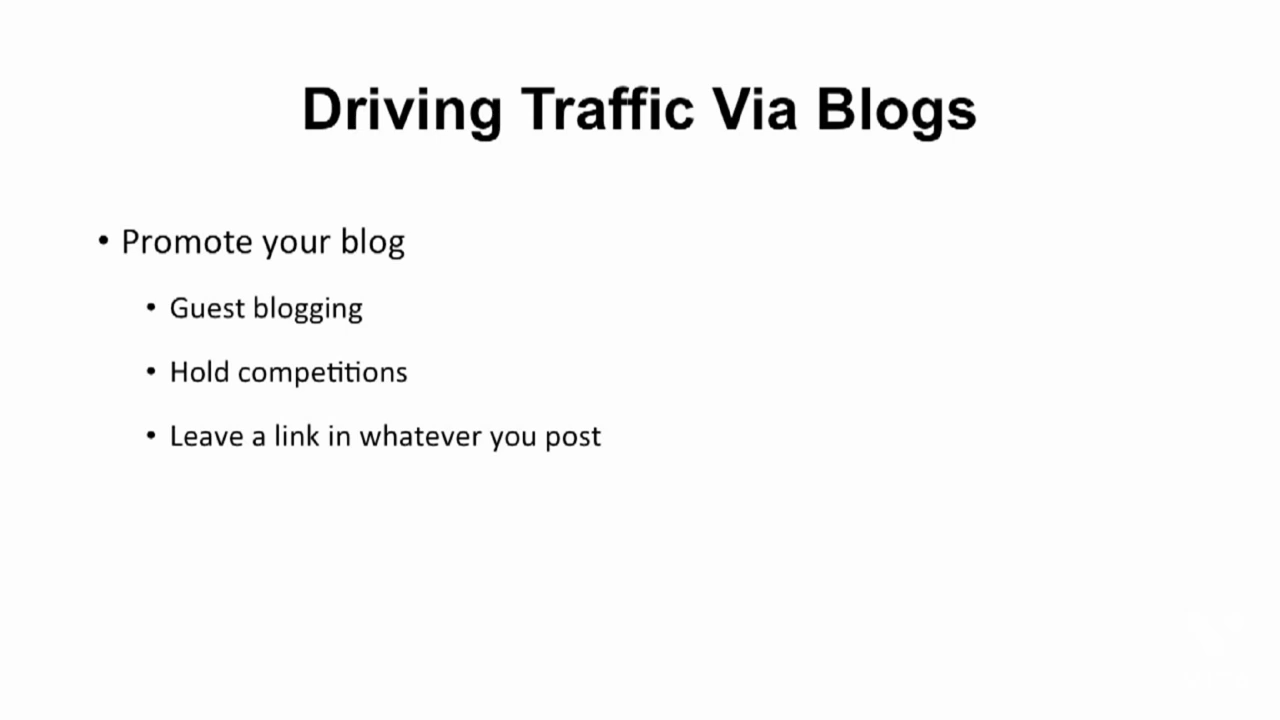 Driving Traffic Via Blogs
• Promote your blog
• Guest blogging
• Hold competitions
• Leave a link in whatever you post